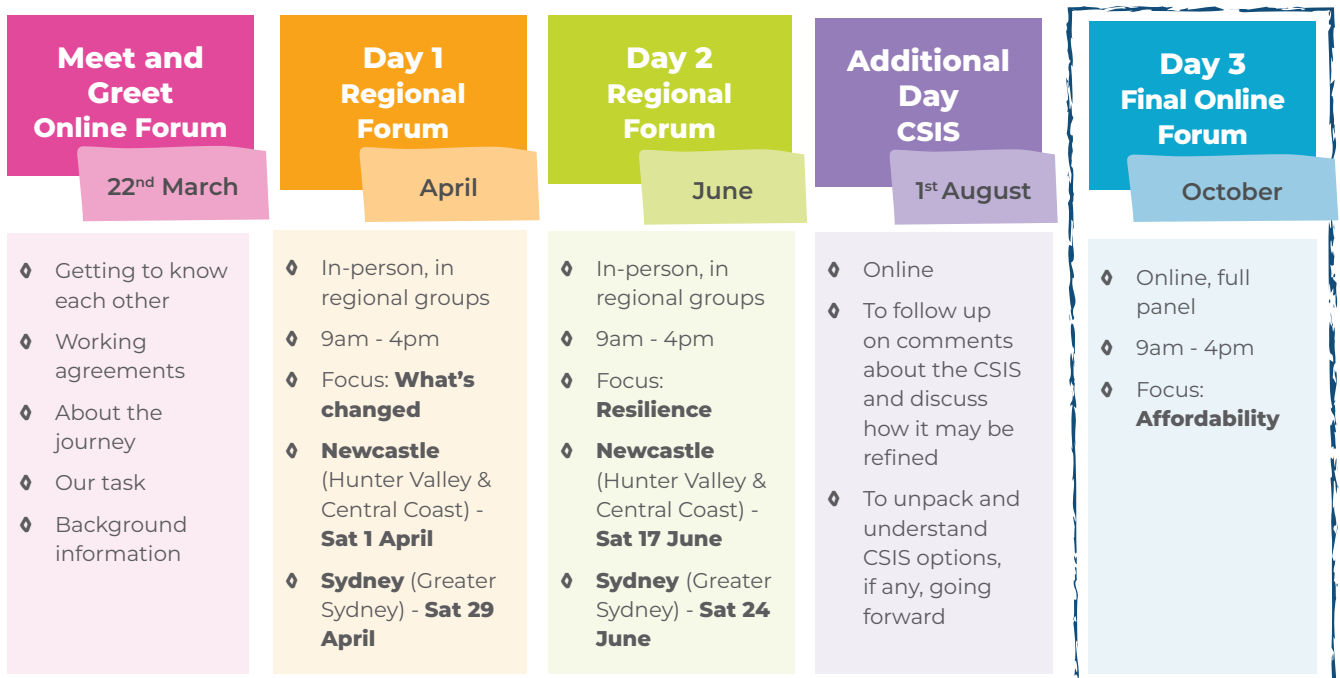 Meet and
Greet
Online Forum
22nd March
Getting to know
each other
Working
agreements
About the
journey
Our task
Background
information
Day 1
Regional
Forum
April
In-person, in
regional groups
9am - 4pm
Focus: What's
changed
Newcastle
(Hunter Valley &
Central Coast) -
Sat 1 April
Sydney (Greater
Sydney) - Sat 29
April
Day 2
Regional
Forum
June
In-person, in
regional groups
9am - 4pm
Focus:
Resilience
Newcastle
(Hunter Valley &
Central Coast) -
Sat 17 June
Sydney (Greater
Sydney) - Sat 24
June
Additional
Day
CSIS
1st August
Online
To follow up
on comments
about the CSIS
and discuss
how it may be
refined
To unpack and
understand
CSIS options,
if any, going
forward
Day 3
Final Online
Forum
October
Online, full
panel
9am - 4pm
Focus:
Affordability